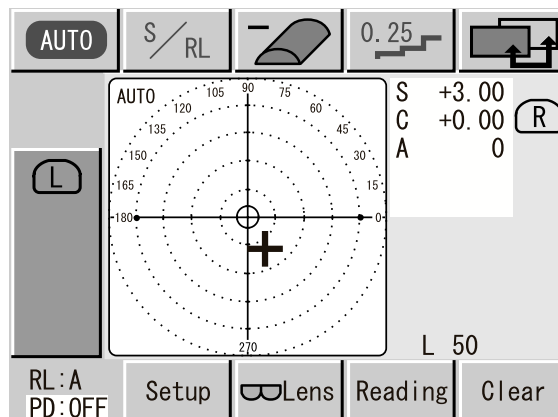 AUTO
S/RL
0.25
AUTO
105
90
75
120
60
135
45
150
30
165
15
180
0
270
L
S +3.00
C +0.00
A 0
R
L 50
RL:A
PD:OFF
Setup
Lens
Reading
Clear